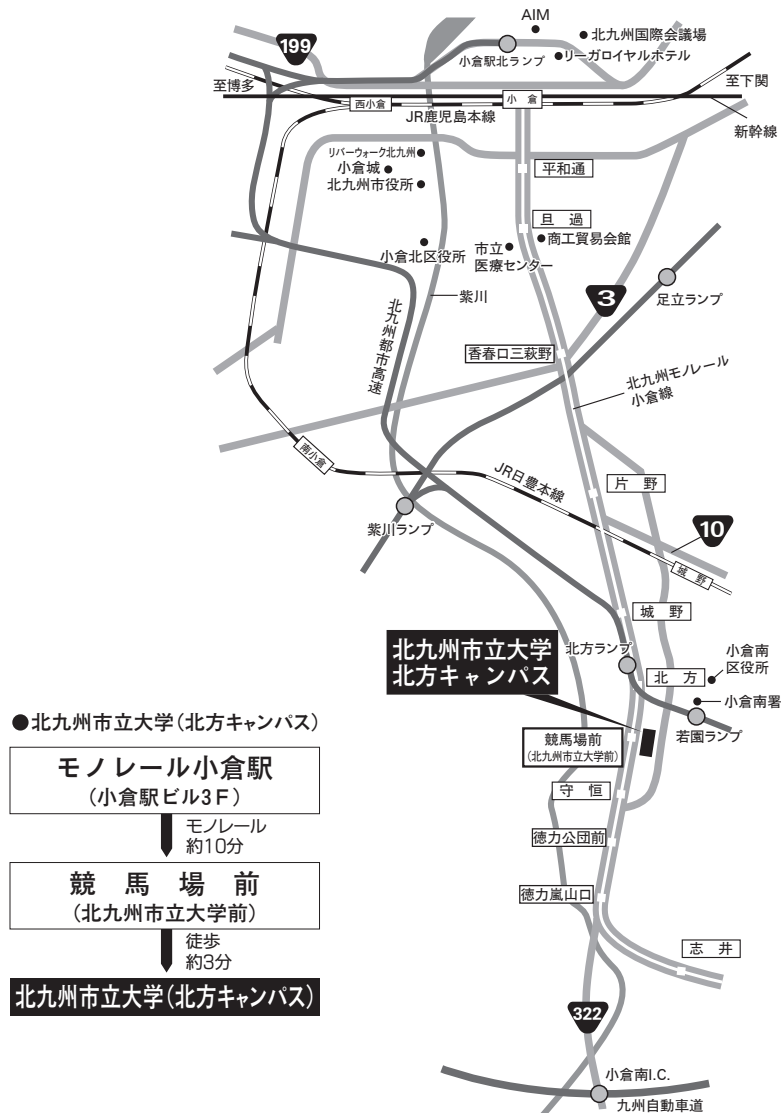 AIM
199
小倉駅北ランプ
●北九州国際会議場
●リーガロイヤルホテル
至博多
至下関
西小倉
小倉
JR鹿児島本線
新幹線
リバーウォーク北九州●
小倉城●
北九州市役所●
平和通
旦過
●商工貿易会館
小倉北区役所
市立
医療センター
紫川
3
足立ランプ
北九州都市高速
香春口三萩野
北九州モノレール
小倉線
南小倉
JR日豊本線
片野
紫川ランプ
10
城野
城野
北九州市立大学
北方キャンパス
北方ランプ
小倉南
区役所
北方
●小倉南署
若園ランプ
競馬場前
(北九州市立大学前)
守恒
徳力公団前
徳力嵐山口
志井
322
小倉南I.C.
九州自動車道
●北九州市立大学(北方キャンパス)
モノレール小倉駅
(小倉駅ビル3F)
モノレール
約10分
競馬場前
(北九州市立大学前)
徒歩
約3分
北九州市立大学(北方キャンパス)